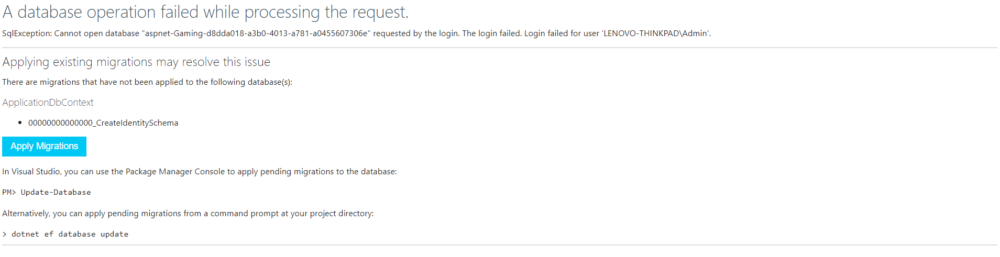 A database operation failed while processing the request.
SqlException: Cannot open database "aspnet-Gaming-d8dda018-a3b0-4013-a781-a0455607306e" requested by the login. The login failed. Login failed for user 'LENOVO-THINKPAD\Admin'.
Applying existing migrations may resolve this issue
There are migrations that have not been applied to the following database(s):
ApplicationDbContext
• 00000000000000_CreateIdentitySchema
Apply Migrations
In Visual Studio, you can use the Package Manager Console to apply pending migrations to the database:
PM> Update-Database
Alternatively, you can apply pending migrations from a command prompt at your project directory:
> dotnet ef database update